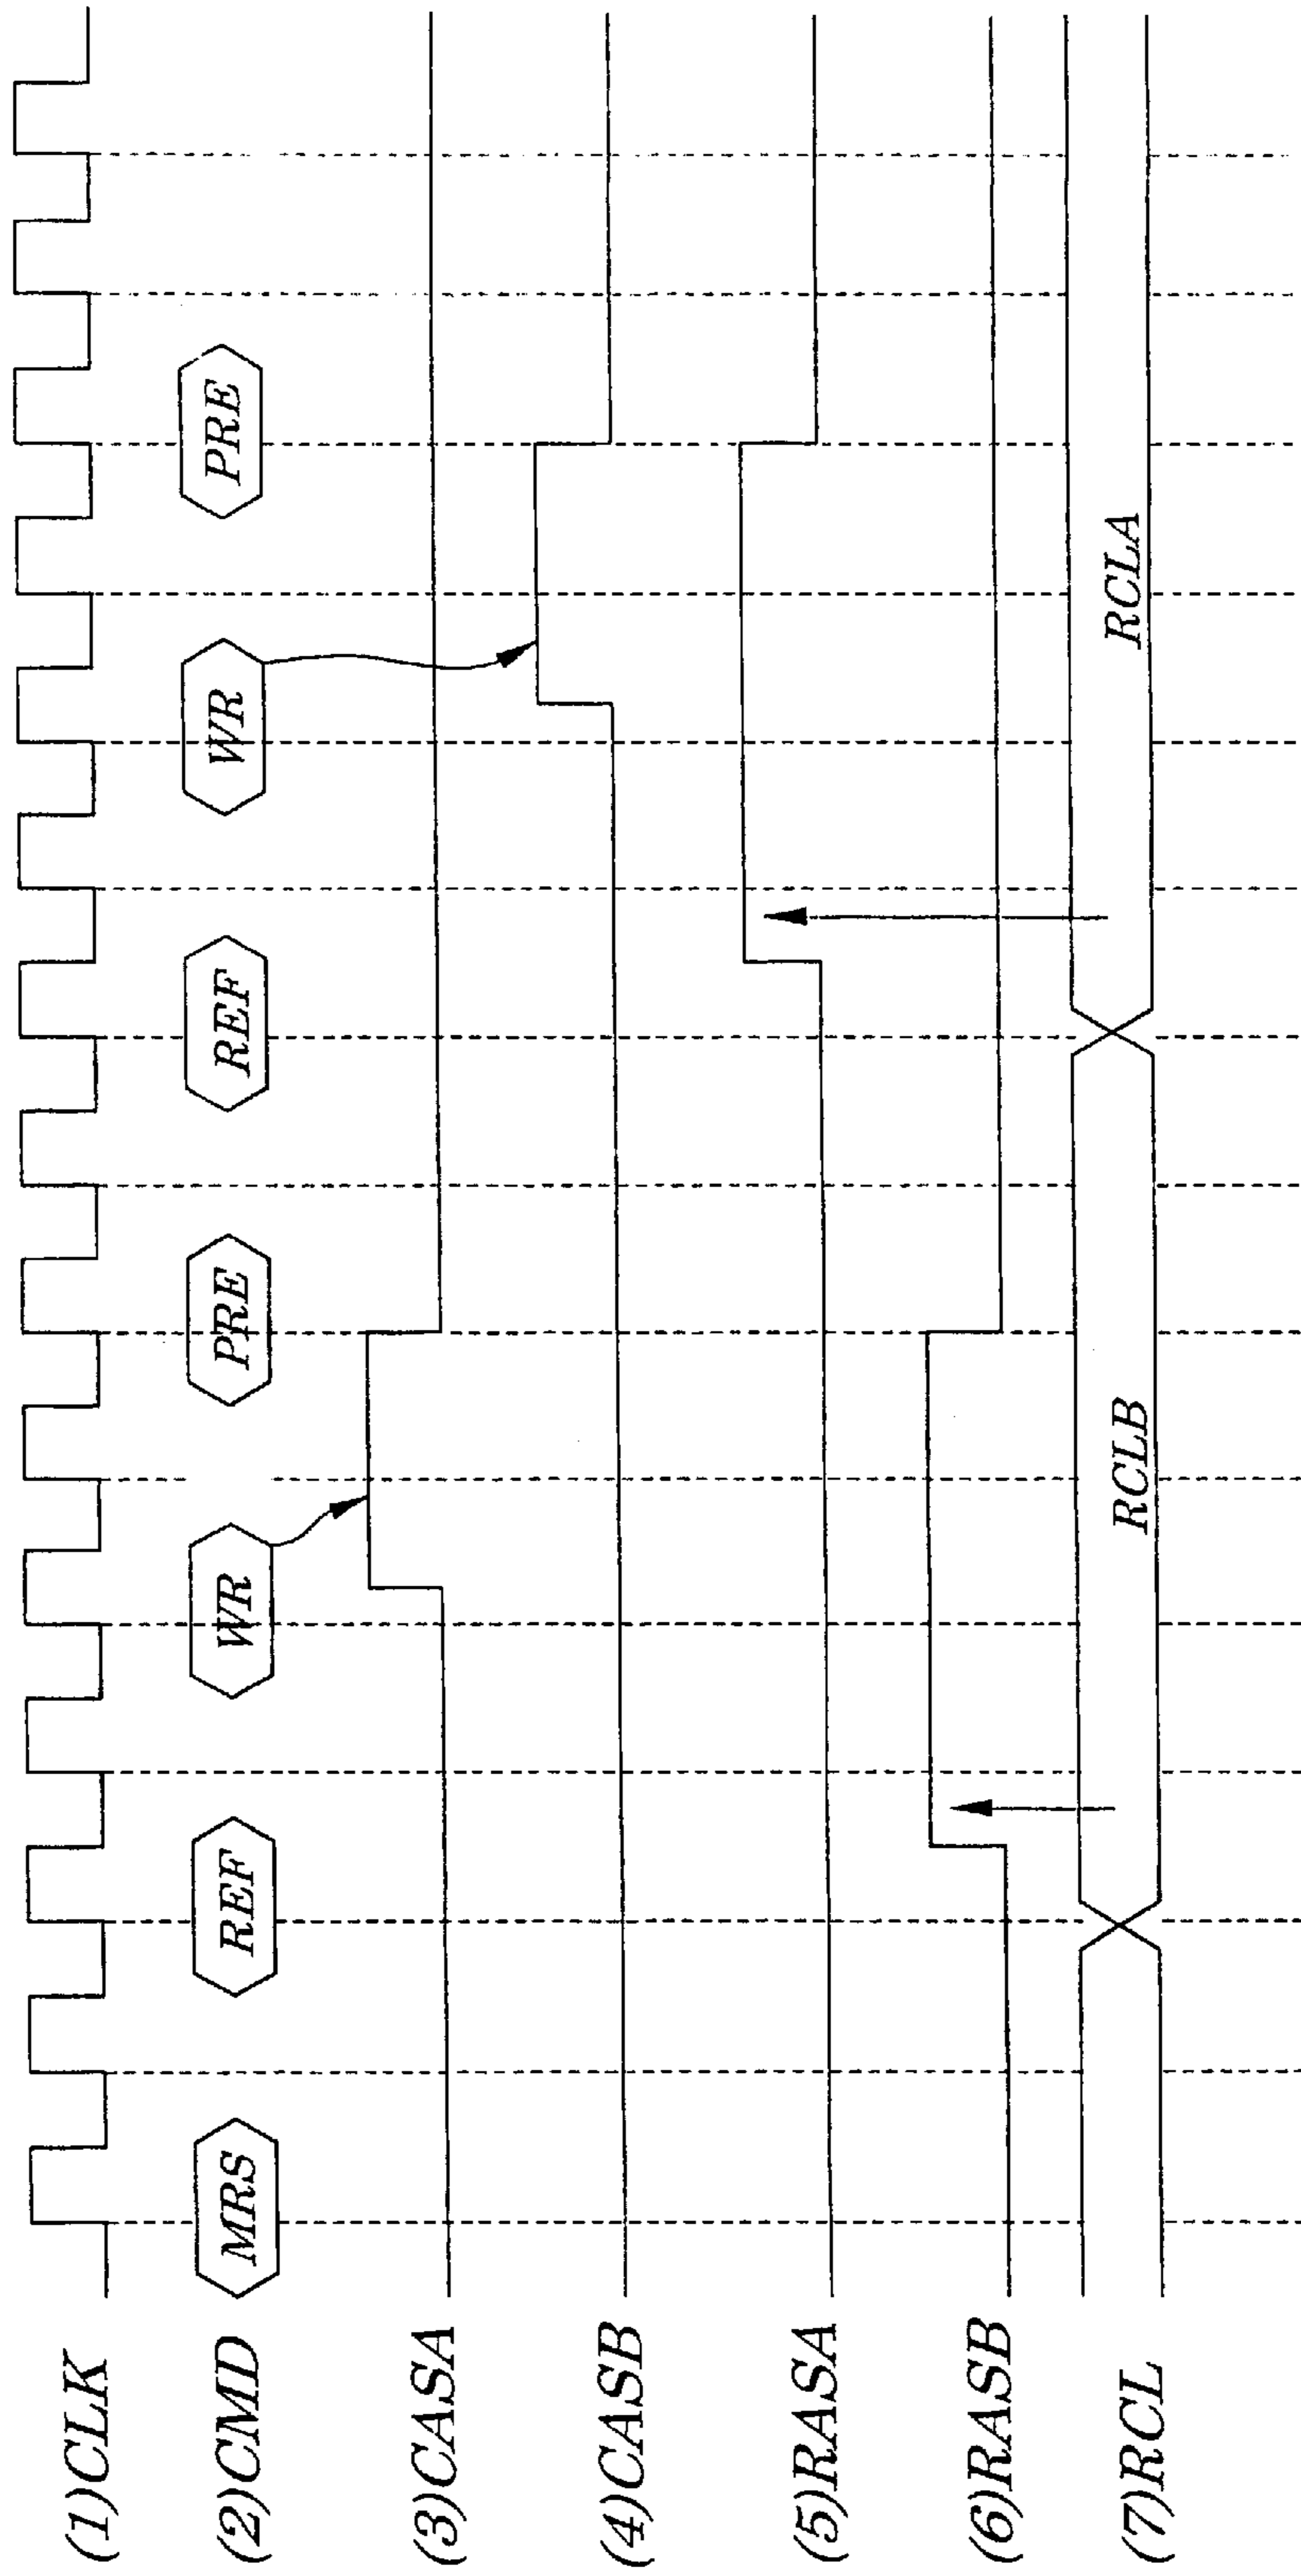 (1)CLK
(2)CMD MRS REF WR PRE REF WR PRE
(3)CASA
(4)CASB
(5)RASA
(6)RASB
(7)RCL RCLB RCLA